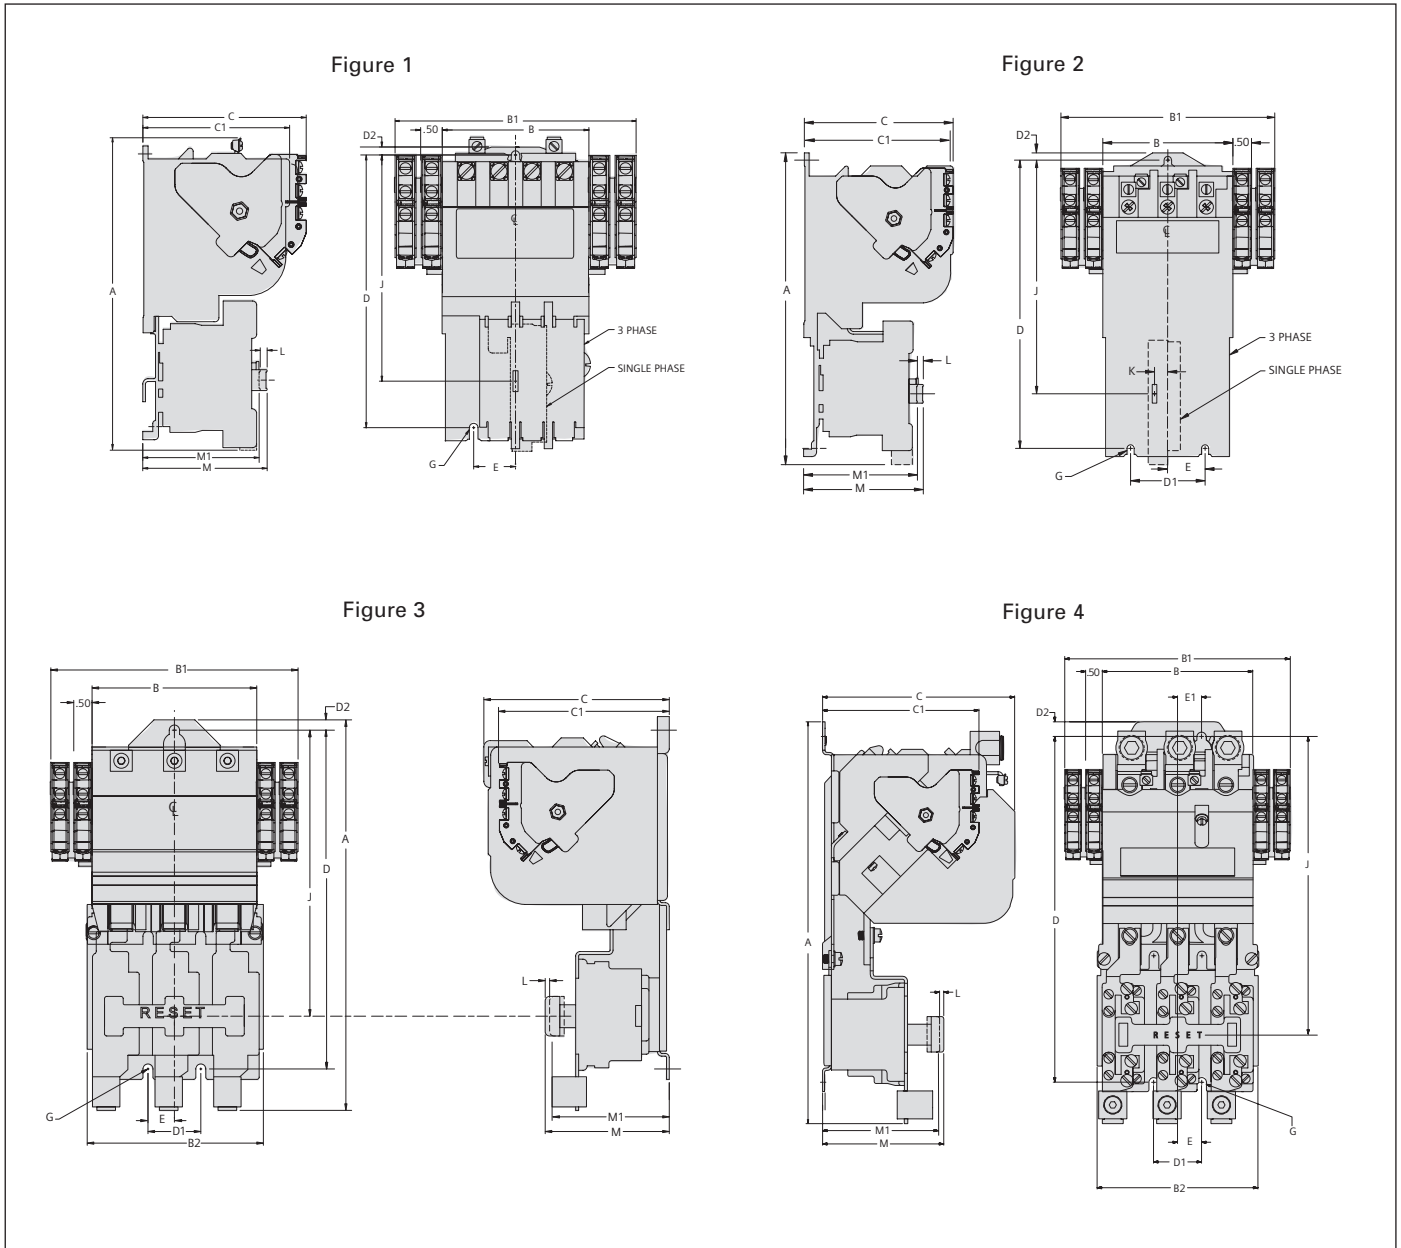 Figure 1
C
C1
A
L
M1
M
B1
D2
.50
B
℄
J
D
3 PHASE
SINGLE PHASE
G
E
Figure 2
C
C1
A
L
M1
M
B1
D2
B
.50
℄
J
D
3 PHASE
K
SINGLE PHASE
E
G
D1
Figure 3
B1
B
.50
D2
℄
A
D
J
RESET
G
E
D1
B2
C
C1
L
M1
M
Figure 4
C
C1
A
L
M1
M
B1
.50
B
E1
D2
J
D
RESET
E
G
D1
B2